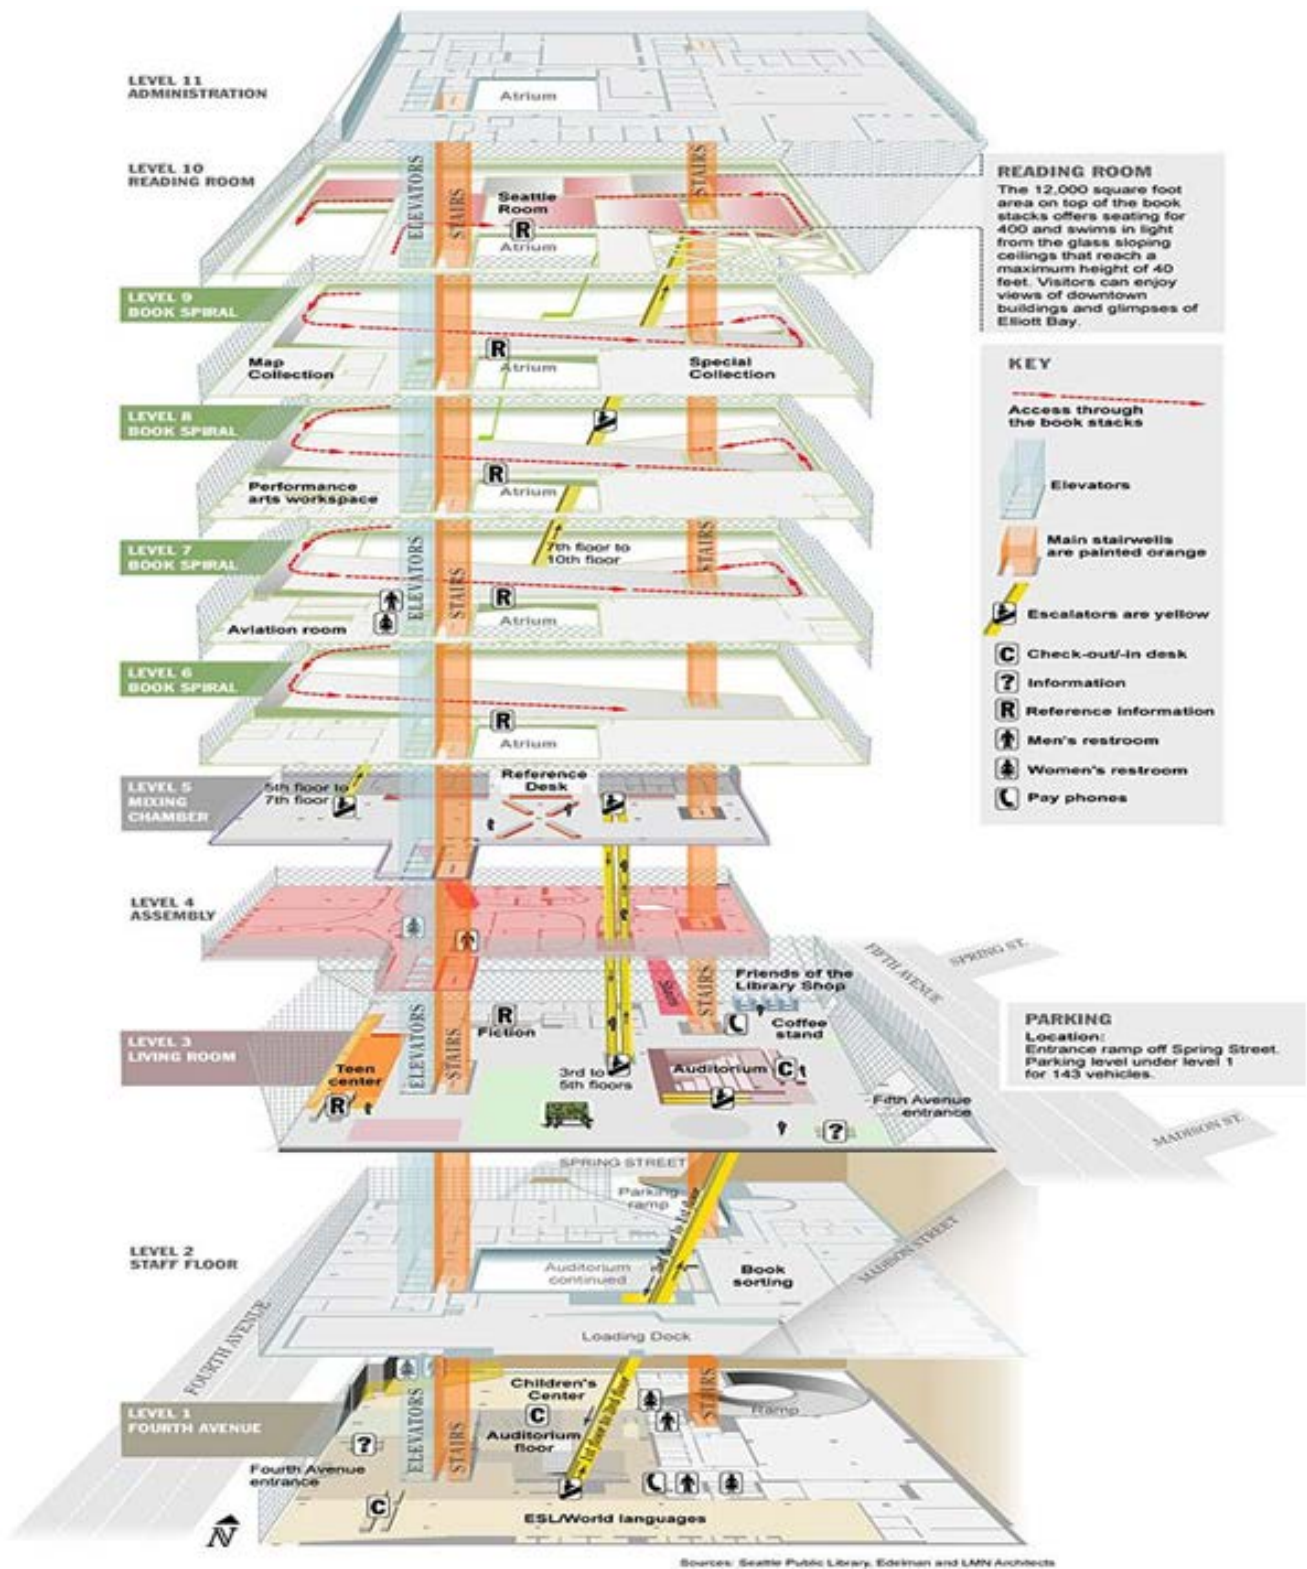 LEVEL 11
ADMINISTRATION
Atrium
LEVEL 10
READING ROOM
ELEVATORS
STAIRS
STAIRS
Seattle
Room
R
Atrium
READING ROOM
The 12,000 square foot
area on top of the book
stacks offers seating for
400 and swims in light
from the glass sloping
ceilings that reach a
maximum height of 40
feet. Visitors can enjoy
views of downtown
buildings and glimpses of
Elliott Bay.
LEVEL 9
BOOK SPIRAL
R
Map
Collection
Atrium
Special
Collection
KEY
Access through
the book stacks
Elevators
Main stairwells
are painted orange
Escalators are yellow
C Check-out/-in desk
? Information
R Reference information
Men's restroom
Women's restroom
Pay phones
LEVEL 8
BOOK SPIRAL
R
Performance
arts workspace
Atrium
LEVEL 7
BOOK SPIRAL
7th floor to
10th floor
ELEVATORS
STAIRS
STAIRS
R
Aviation room
Atrium
LEVEL 6
BOOK SPIRAL
R
Atrium
LEVEL 5
MIXING
CHAMBER
5th floor to
7th floor
Reference
Desk
LEVEL 4
ASSEMBLY
FIFTH AVENUE
SPRING ST.
Stairs
STAIRS
Friends of the
Library Shop
R
Fiction
Coffee
stand
LEVEL 3
LIVING ROOM
ELEVATORS
STAIRS
Teen
center
R
3rd to
5th floors
Auditorium
C
Fifth Avenue
entrance
?
PARKING
Location:
Entrance ramp off Spring Street.
Parking level under level 1
for 143 vehicles.
MADISON ST.
SPRING STREET
Parking
ramp
3rd floor to 1st floor
LEVEL 2
STAFF FLOOR
Auditorium
continued
Book
sorting
MADISON STREET
FOURTH AVENUE
Loading Dock
LEVEL 1
FOURTH AVENUE
ELEVATORS
STAIRS
Children's
Center
C
Auditorium
floor
1st floor to 3rd floor
STAIRS
Ramp
?
Fourth Avenue
entrance
C
ESL/World languages
N
Sources: Seattle Public Library, Edelman and LMN Architects